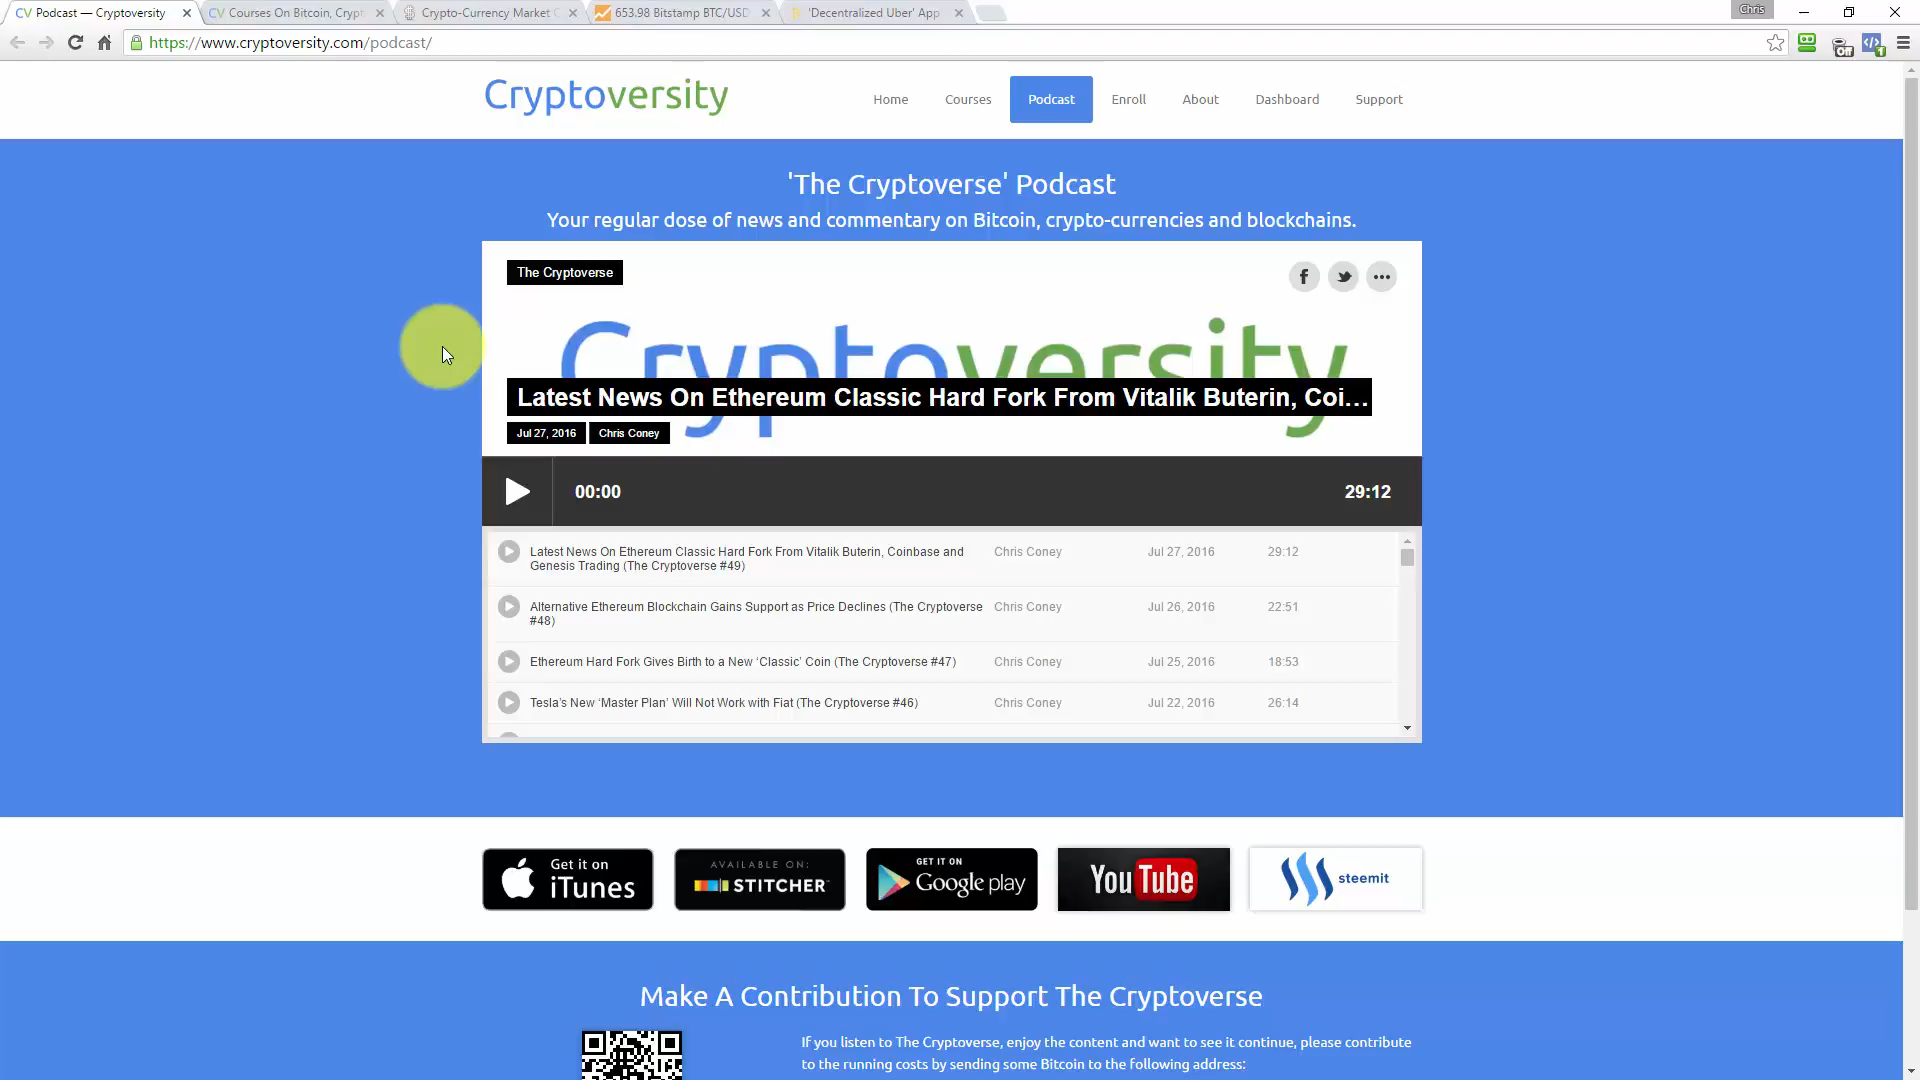 CV Podcast — Cryptoversity
CV Courses On Bitcoin, Crypt
Crypto-Currency Market C
653.98 Bitstamp BTC/USD
'Decentralized Uber' App
Chris
https://www.cryptoversity.com/podcast/
Off
1
Cryptoversity
Home
Courses
Podcast
Enroll
About
Dashboard
Support
'The Cryptoverse' Podcast
Your regular dose of news and commentary on Bitcoin, crypto-currencies and blockchains.
The Cryptoverse
Cryptoversity
Latest News On Ethereum Classic Hard Fork From Vitalik Buterin, Coi...
Jul 27, 2016
Chris Coney
00:00
29:12
Latest News On Ethereum Classic Hard Fork From Vitalik Buterin, Coinbase and
Genesis Trading (The Cryptoverse #49)
Chris Coney
Jul 27, 2016
29:12
Alternative Ethereum Blockchain Gains Support as Price Declines (The Cryptoverse
#48)
Chris Coney
Jul 26, 2016
22:51
Ethereum Hard Fork Gives Birth to a New ‘Classic’ Coin (The Cryptoverse #47)
Chris Coney
Jul 25, 2016
18:53
Tesla’s New ‘Master Plan’ Will Not Work with Fiat (The Cryptoverse #46)
Chris Coney
Jul 22, 2016
26:14
Get it on
iTunes
AVAILABLE ON:
STITCHER
GET IT ON
Google play
YouTube
steemit
Make A Contribution To Support The Cryptoverse
If you listen to The Cryptoverse, enjoy the content and want to see it continue, please contribute
to the running costs by sending some Bitcoin to the following address: